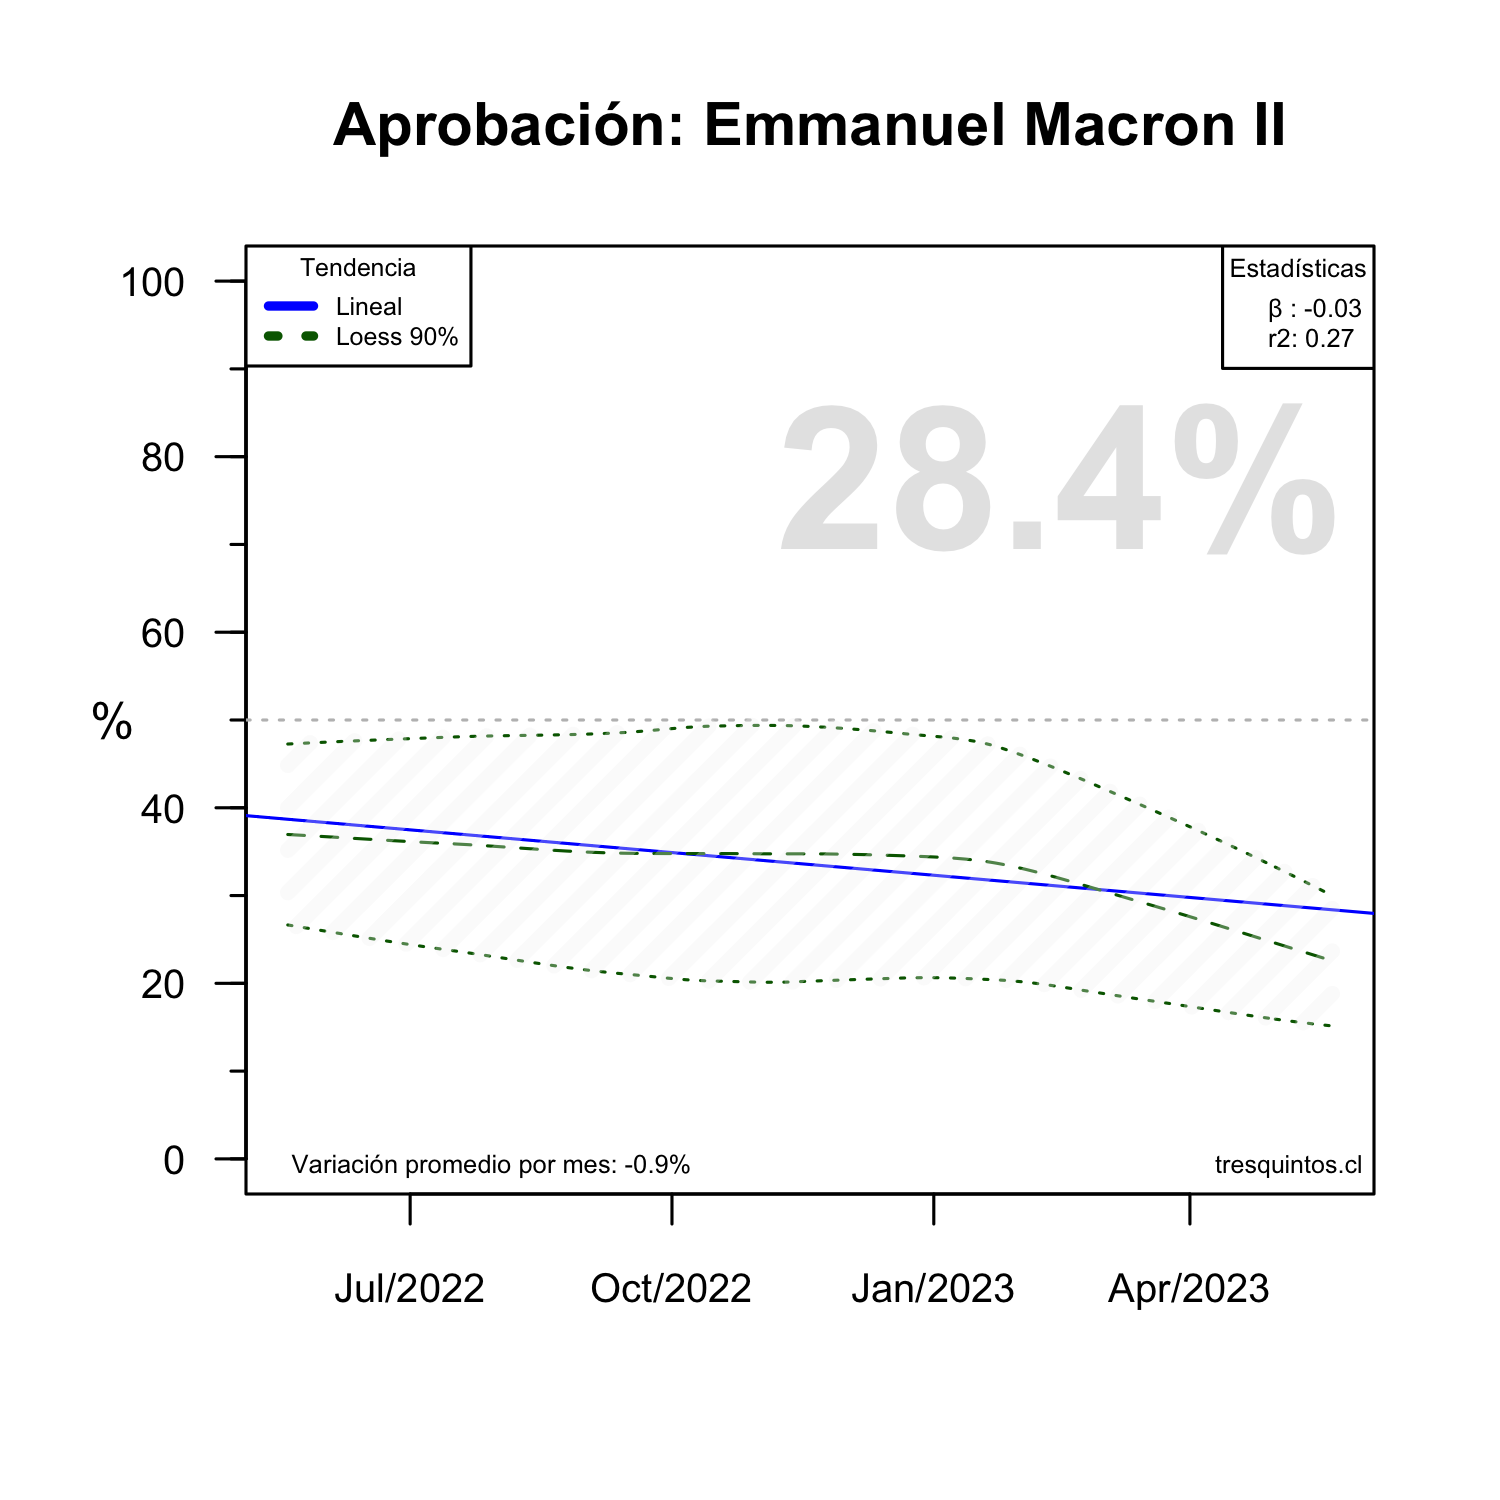 Aprobación: Emmanuel Macron II
Tendencia
Lineal
Loess 90%
Estadísticas
β : -0.03
r2: 0.27
28.4%
100
80
60
%
40
20
0
Variación promedio por mes: -0.9%
tresquintos.cl
Jul/2022
Oct/2022
Jan/2023
Apr/2023